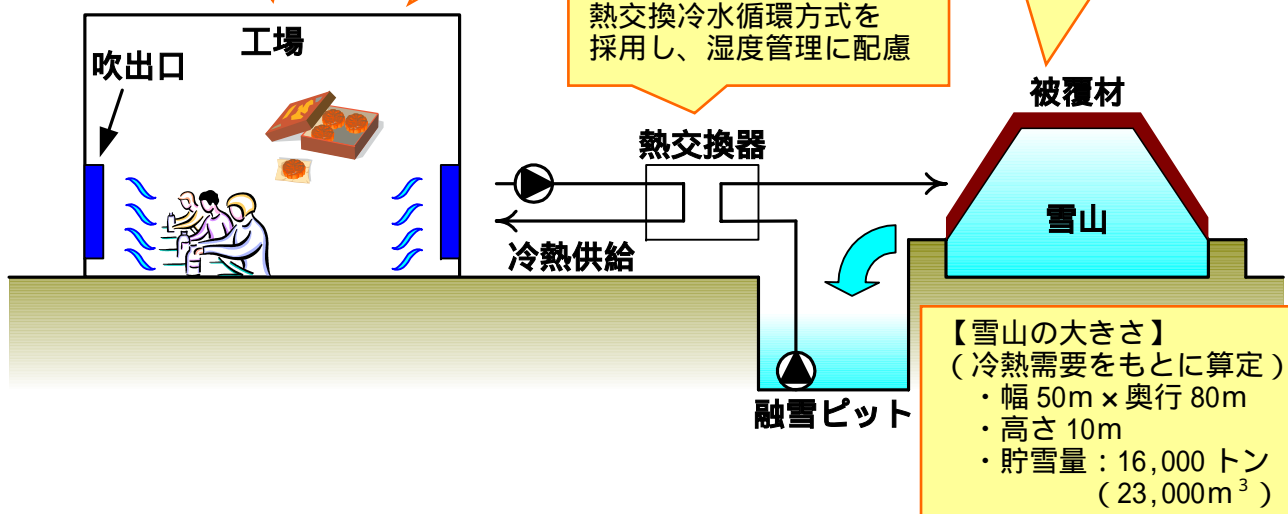 熱交換冷水循環方式を
採用し、湿度管理に配慮
工場
吹出口
被覆材
熱交換器
雪山
冷熱供給
融雪ピット
【雪山の大きさ】
（冷熱需要をもとに算定）
・幅 50m × 奥行 80m
・高さ 10m
・貯雪量：16,000 トン
（23,000m³）